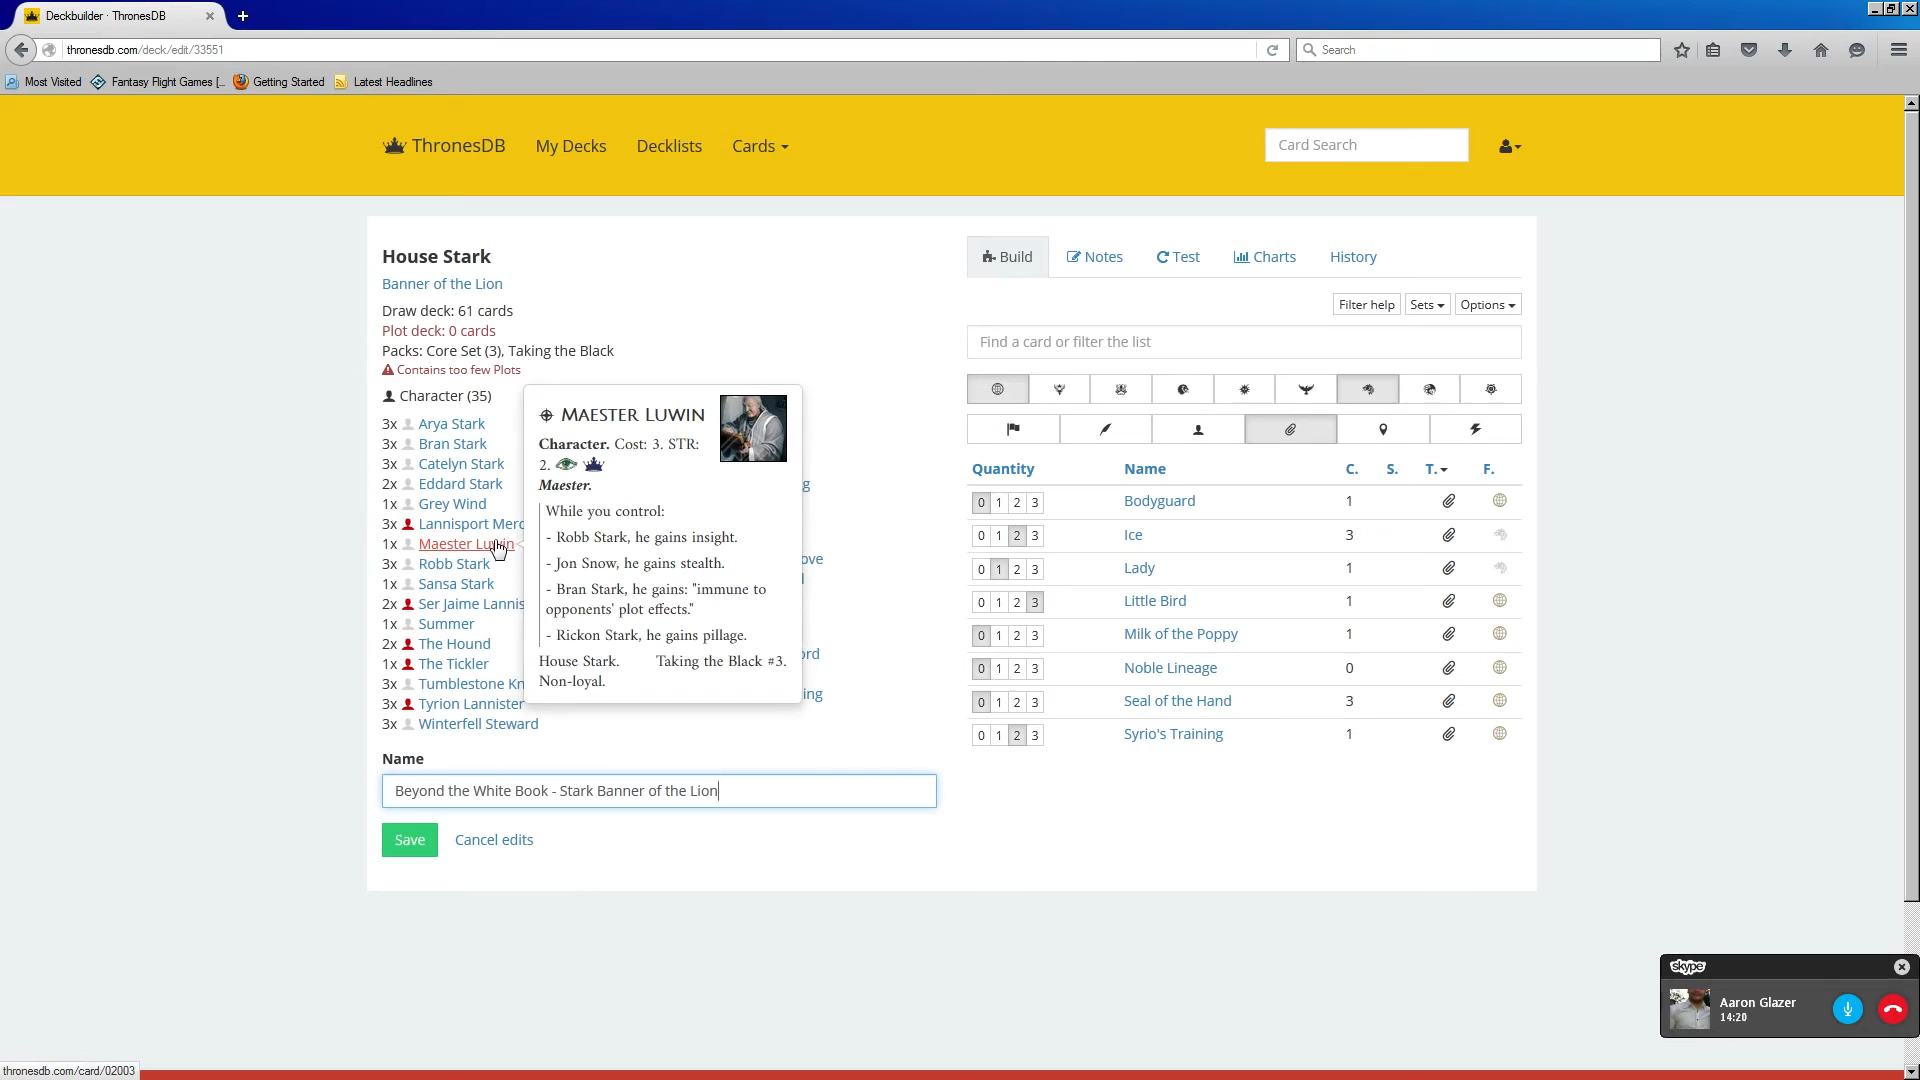 Deckbuilder · ThronesDB
thronesdb.com/deck/edit/33551
Search
Most Visited
Fantasy Flight Games [...
Getting Started
Latest Headlines
ThronesDB
My Decks
Decklists
Cards
Card Search
House Stark
Banner of the Lion
Draw deck: 61 cards
Plot deck: 0 cards
Packs: Core Set (3), Taking the Black
Contains too few Plots
Character (35)
3x Arya Stark
3x Bran Stark
3x Catelyn Stark
2x Eddard Stark
1x Grey Wind
3x Lannisport Merc
1x Maester Luwin
3x Robb Stark
1x Sansa Stark
2x Ser Jaime Lannis
1x Summer
2x The Hound
1x The Tickler
3x Tumblestone Kn
3x Tyrion Lannister
3x Winterfell Steward
MAESTER LUWIN
Character. Cost: 3. STR:
2.
Maester.
While you control:
- Robb Stark, he gains insight.
- Jon Snow, he gains stealth.
- Bran Stark, he gains: "immune to
opponents' plot effects."
- Rickon Stark, he gains pillage.
House Stark. Taking the Black #3.
Non-loyal.
g
ove
l
ord
ing
Name
Beyond the White Book - Stark Banner of the Lion
Save
Cancel edits
Build
Notes
Test
Charts
History
Filter help
Sets
Options
Find a card or filter the list
Quantity Name C. S. T. F.
0 1 2 3 Bodyguard 1
0 1 2 3 Ice 3
0 1 2 3 Lady 1
0 1 2 3 Little Bird 1
0 1 2 3 Milk of the Poppy 1
0 1 2 3 Noble Lineage 0
0 1 2 3 Seal of the Hand 3
0 1 2 3 Syrio's Training 1
skype
Aaron Glazer
14:20
thronesdb.com/card/02003